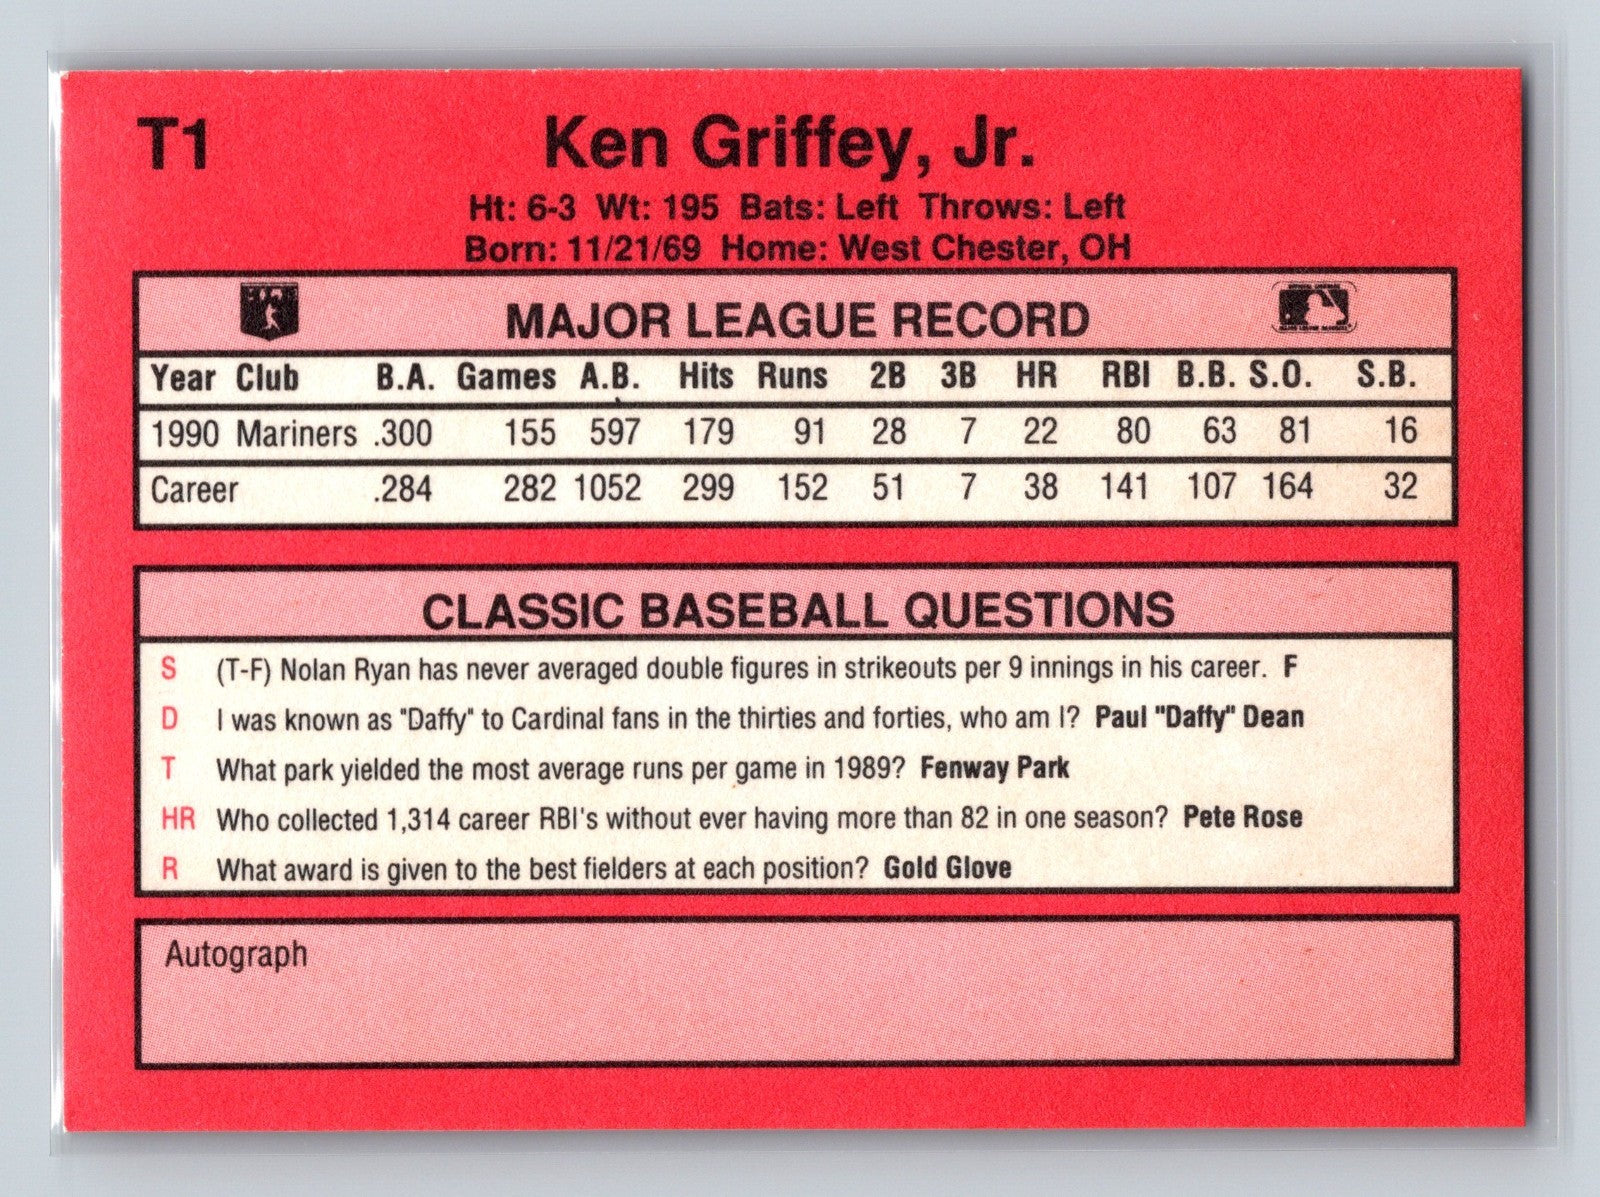 T1
Ken Griffey, Jr.
Ht: 6-3 Wt: 195 Bats: Left Throws: Left
Born: 11/21/69 Home: West Chester, OH
MAJOR LEAGUE RECORD
Year Club B.A. Games A.B. Hits Runs 2B 3B HR RBI B.B. S.O. S.B.
1990 Mariners .300 155 597 179 91 28 7 22 80 63 81 16
Career .284 282 1052 299 152 51 7 38 141 107 164 32
CLASSIC BASEBALL QUESTIONS
S (T-F) Nolan Ryan has never averaged double figures in strikeouts per 9 innings in his career. F
D I was known as "Daffy" to Cardinal fans in the thirties and forties, who am I? Paul "Daffy" Dean
T What park yielded the most average runs per game in 1989? Fenway Park
HR Who collected 1,314 career RBI's without ever having more than 82 in one season? Pete Rose
R What award is given to the best fielders at each position? Gold Glove
Autograph